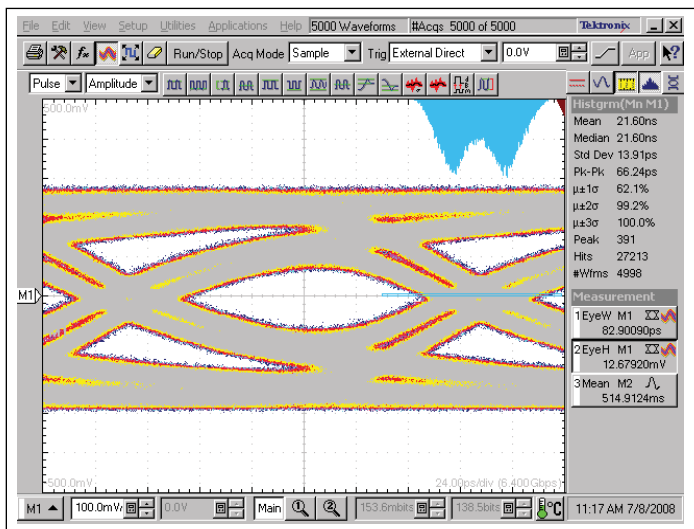 File Edit View Setup Utilities Applications Help 5000 Waveforms #Acqs 5000 of 5000 Tektronix
Run/Stop Acq Mode Sample Trig External Direct 0.0V App
Pulse Amplitude
500.0mV
Histgrm(Mn M1)
Mean 21.60ns
Median 21.60ns
Std Dev 13.91ps
Pk-Pk 66.24ps
µ±1σ 62.1%
µ±2σ 99.2%
µ±3σ 100.0%
Peak 391
Hits 27213
#Wfms 4998
M1
Measurement
1 EyeW M1
82.90090ps
2 EyeH M1
12.67920mV
3 Mean M2
514.9124ms
-500.0mV
24.00ps/div (6.400Gbps)
M1 100.0mV/ 0.0V Main 1 2 153.6mbits 138.5bits °C 11:17 AM 7/8/2008